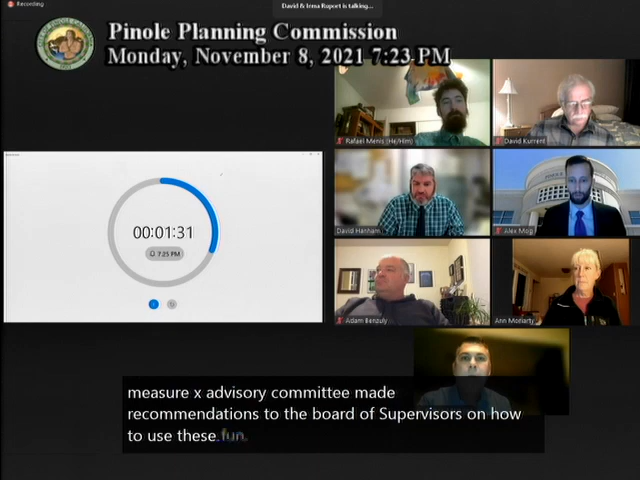 Recording
David & Irma Ruport is talking...
Pinole Planning Commission
Monday, November 8, 2021 7:23 PM
Rafael Menis (He/Him)
David Kurrent
00:01:31
7:25 PM
David Hanham
Alex Mog
Adam Benzuly
Ann Moriarty
measure x advisory committee made
recommendations to the board of Supervisors on how
to use these fun